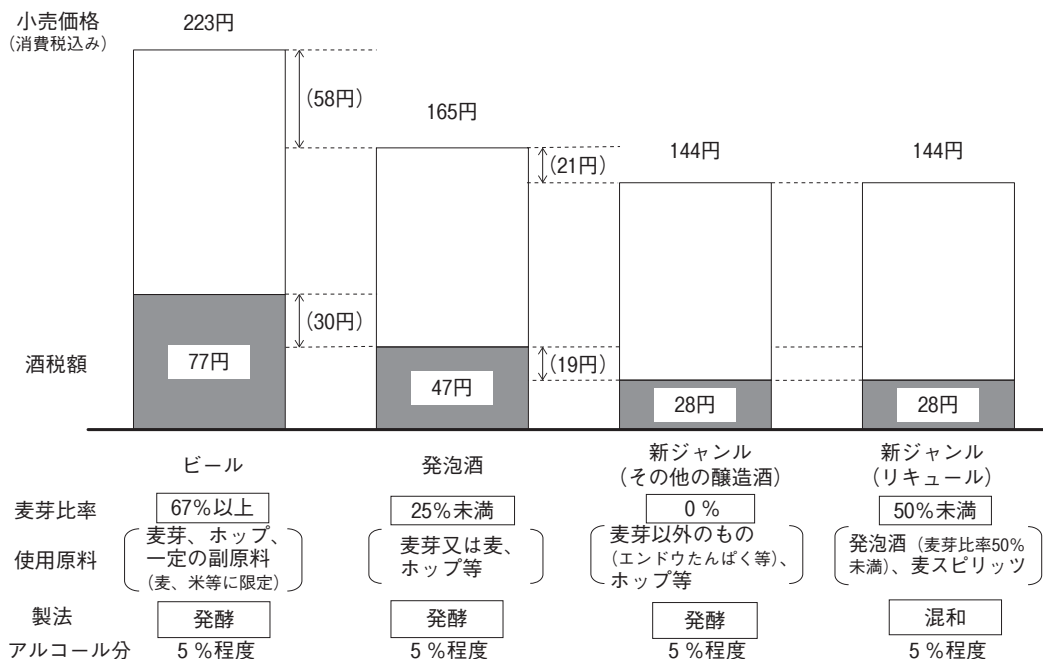 小売価格
(消費税込み)
223円
(58円)
165円
(21円)
144円
144円
(30円)
(19円)
酒税額
77円
47円
28円
28円
ビール
発泡酒
新ジャンル
(その他の醸造酒)
新ジャンル
(リキュール)
麦芽比率
67%以上
25%未満
0 %
50%未満
使用原料
麦芽、ホップ、
一定の副原料
(麦、米等に限定)
麦芽又は麦、
ホップ等
麦芽以外のもの
(エンドウたんぱく等)、
ホップ等
発泡酒(麦芽比率50%
未満)、麦スピリッツ
製法
発酵
発酵
発酵
混和
アルコール分
5 %程度
5 %程度
5 %程度
5 %程度